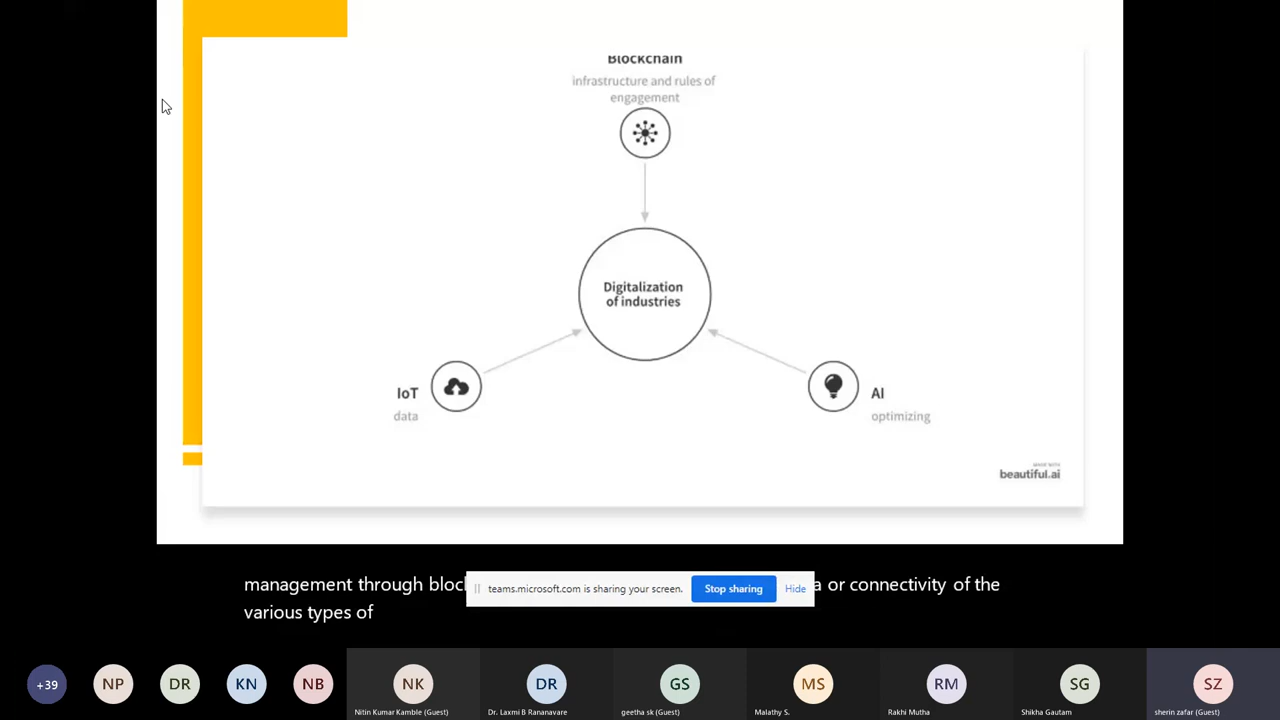 Blockchain
infrastructure and rules of
engagement
Digitalization
of industries
IoT
data
AI
optimizing
MADE WITH
beautiful.ai
management through bloc
a or connectivity of the
various types of
teams.microsoft.com is sharing your screen.
Stop sharing
Hide
+39
NP
DR
KN
NB
NK
DR
GS
MS
RM
SG
SZ
Nitin Kumar Kamble (Guest)
Dr. Laxmi B Rananavare
geetha sk (Guest)
Malathy S.
Rakhi Mutha
Shikha Gautam
sherin zafar (Guest)